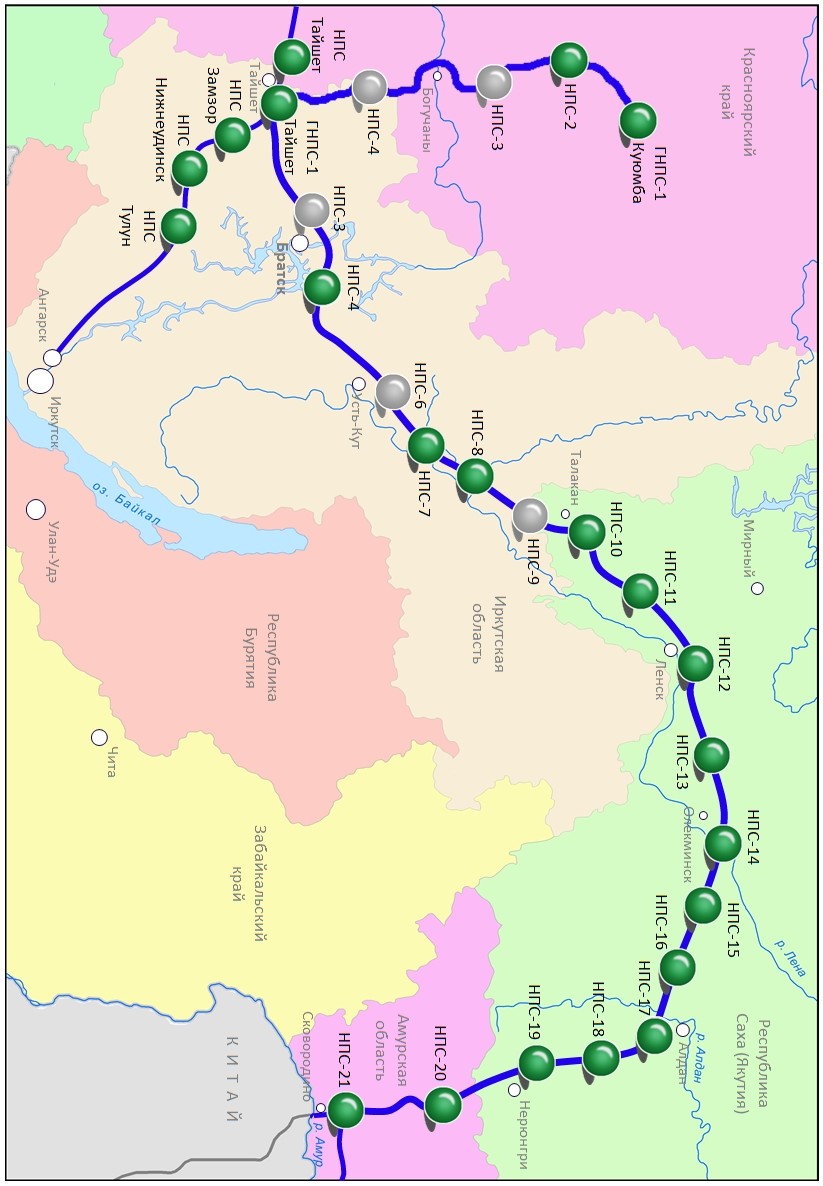 Красноярский
край
ГНПС-1
Куюмба
НПС-2
НПС-3
Богучаны
НПС-4
НПС
Тайшет
Тайшет
ГНПС-1
Тайшет
НПС
Замзор
НПС
Нижнеудинск
НПС
Тулун
Ангарск
Иркутск
НПС-3
Братск
НПС-4
Усть-Кут
НПС-6
НПС-7
НПС-8
НПС-9
Талакан
НПС-10
НПС-11
Мирный
НПС-12
Ленск
НПС-13
Олекминск
НПС-14
НПС-15
НПС-16
НПС-17
р. Лена
Республика
Саха (Якутия)
р. Алдан
Алдан
НПС-18
НПС-19
Нерюнгри
НПС-20
Амурская
область
НПС-21
Сковородино
р. Амур
КИТАЙ
Забайкальский
край
Чита
Республика
Бурятия
Иркутская
область
оз. Байкал
Улан-Удэ